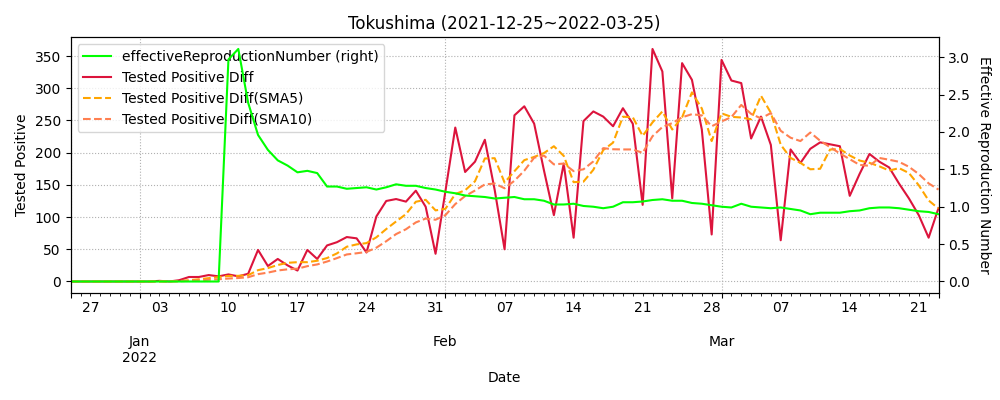 Tokushima (2021-12-25~2022-03-25)
effectiveReproductionNumber (right)
Tested Positive Diff
Tested Positive Diff(SMA5)
Tested Positive Diff(SMA10)
Tested Positive
350
300
250
200
150
100
50
0
3.0
2.5
2.0
1.5
1.0
0.5
0.0
Effective Reproduction Number
27 03 10 17 24 31 07 14 21 28 07 14 21
Jan Feb Mar
2022
Date